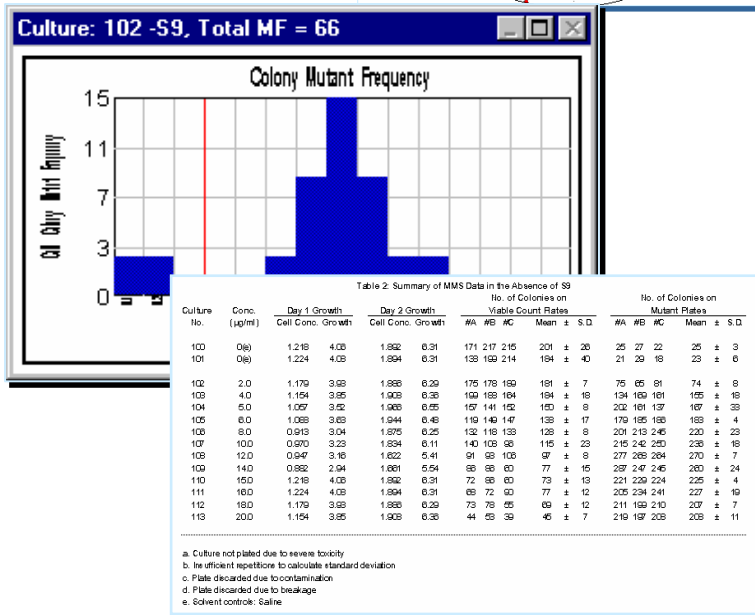 Culture: 102 -S9, Total MF = 66
Colony Mutant Frequency
15
11
7
3
0
Table 2: Summary of MMS Data in the Absence of S9
No. of Colonies on No. of Colonies on
Culture Conc. Day 1 Growth Day 2 Growth Viable Count Plates Mutant Plates
No. (µg/ml) Cell Conc. Growth Cell Conc. Growth #A #B #C Mean ± S.D. #A #B #C Mean ± S.D.
100 0(e) 1.218 4.06 1.892 6.31 171 217 215 201 ± 26 25 27 22 25 ± 3
101 0(e) 1.224 4.08 1.894 6.31 138 199 214 184 ± 40 21 29 18 23 ± 6
102 2.0 1.179 3.93 1.886 6.29 175 178 189 181 ± 7 75 65 81 74 ± 8
103 4.0 1.154 3.85 1.908 6.36 199 188 164 184 ± 18 134 169 161 155 ± 18
104 5.0 1.057 3.52 1.966 6.55 157 141 152 150 ± 8 202 161 137 167 ± 33
105 6.0 1.088 3.63 1.944 6.48 119 149 147 138 ± 17 179 185 186 183 ± 4
106 8.0 0.913 3.04 1.875 6.25 132 118 133 128 ± 8 201 213 245 220 ± 23
107 10.0 0.970 3.23 1.834 6.11 140 108 96 115 ± 23 215 242 250 236 ± 18
108 12.0 0.947 3.16 1.622 5.41 91 93 106 97 ± 8 277 268 264 270 ± 7
109 14.0 0.882 2.94 1.661 5.54 86 86 60 77 ± 15 287 247 245 260 ± 24
110 15.0 1.218 4.06 1.892 6.31 72 86 60 73 ± 13 221 229 224 225 ± 4
111 16.0 1.224 4.08 1.894 6.31 68 72 90 77 ± 12 205 234 241 227 ± 19
112 18.0 1.179 3.93 1.886 6.29 73 78 55 69 ± 12 211 199 210 207 ± 7
113 20.0 1.154 3.85 1.908 6.36 44 53 39 45 ± 7 219 197 208 208 ± 11
a. Culture not plated due to severe toxicity
b. Insufficient repetitions to calculate standard deviation
c. Plate discarded due to contamination
d. Plate discarded due to breakage
e. Solvent controls: Saline